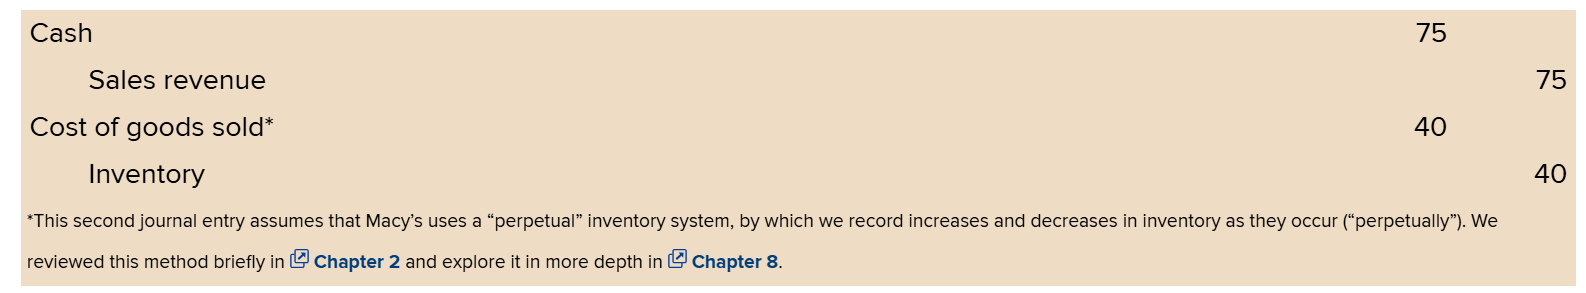 Cash 75
Sales revenue 75
Cost of goods sold* 40
Inventory 40
*This second journal entry assumes that Macy’s uses a “perpetual” inventory system, by which we record increases and decreases in inventory as they occur (“perpetually”). We
reviewed this method briefly in Chapter 2 and explore it in more depth in Chapter 8.